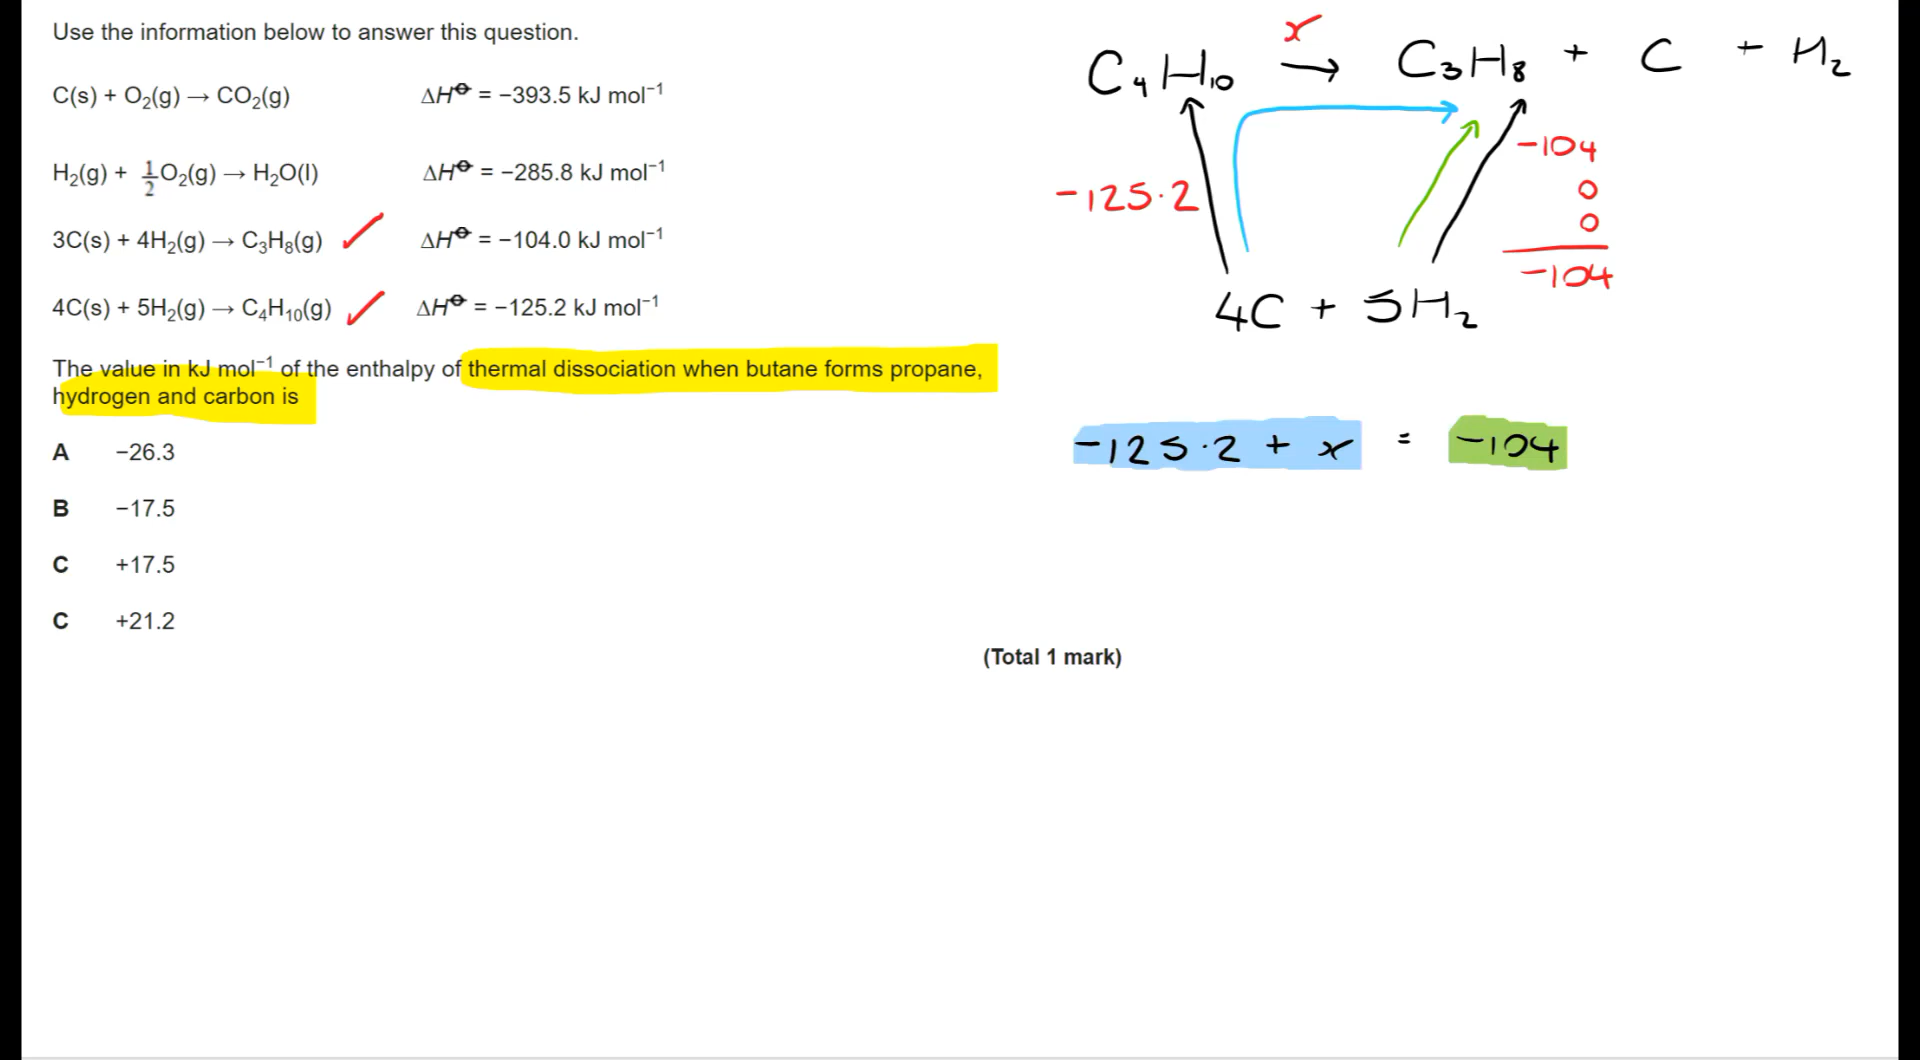 Use the information below to answer this question.
C(s) + O₂(g) → CO₂(g) ΔH⦵ = −393.5 kJ mol⁻¹
H₂(g) + ½O₂(g) → H₂O(l) ΔH⦵ = −285.8 kJ mol⁻¹
3C(s) + 4H₂(g) → C₃H₈(g) ✓ ΔH⦵ = −104.0 kJ mol⁻¹
4C(s) + 5H₂(g) → C₄H₁₀(g) ✓ ΔH⦵ = −125.2 kJ mol⁻¹
The value in kJ mol⁻¹ of the enthalpy of thermal dissociation when butane forms propane,
hydrogen and carbon is
A −26.3
B −17.5
C +17.5
C +21.2
(Total 1 mark)
x
C₄H₁₀ → C₃H₈ + C + H₂
−125.2
−104
0
0
−104
4C + 5H₂
−125.2 + x = −104